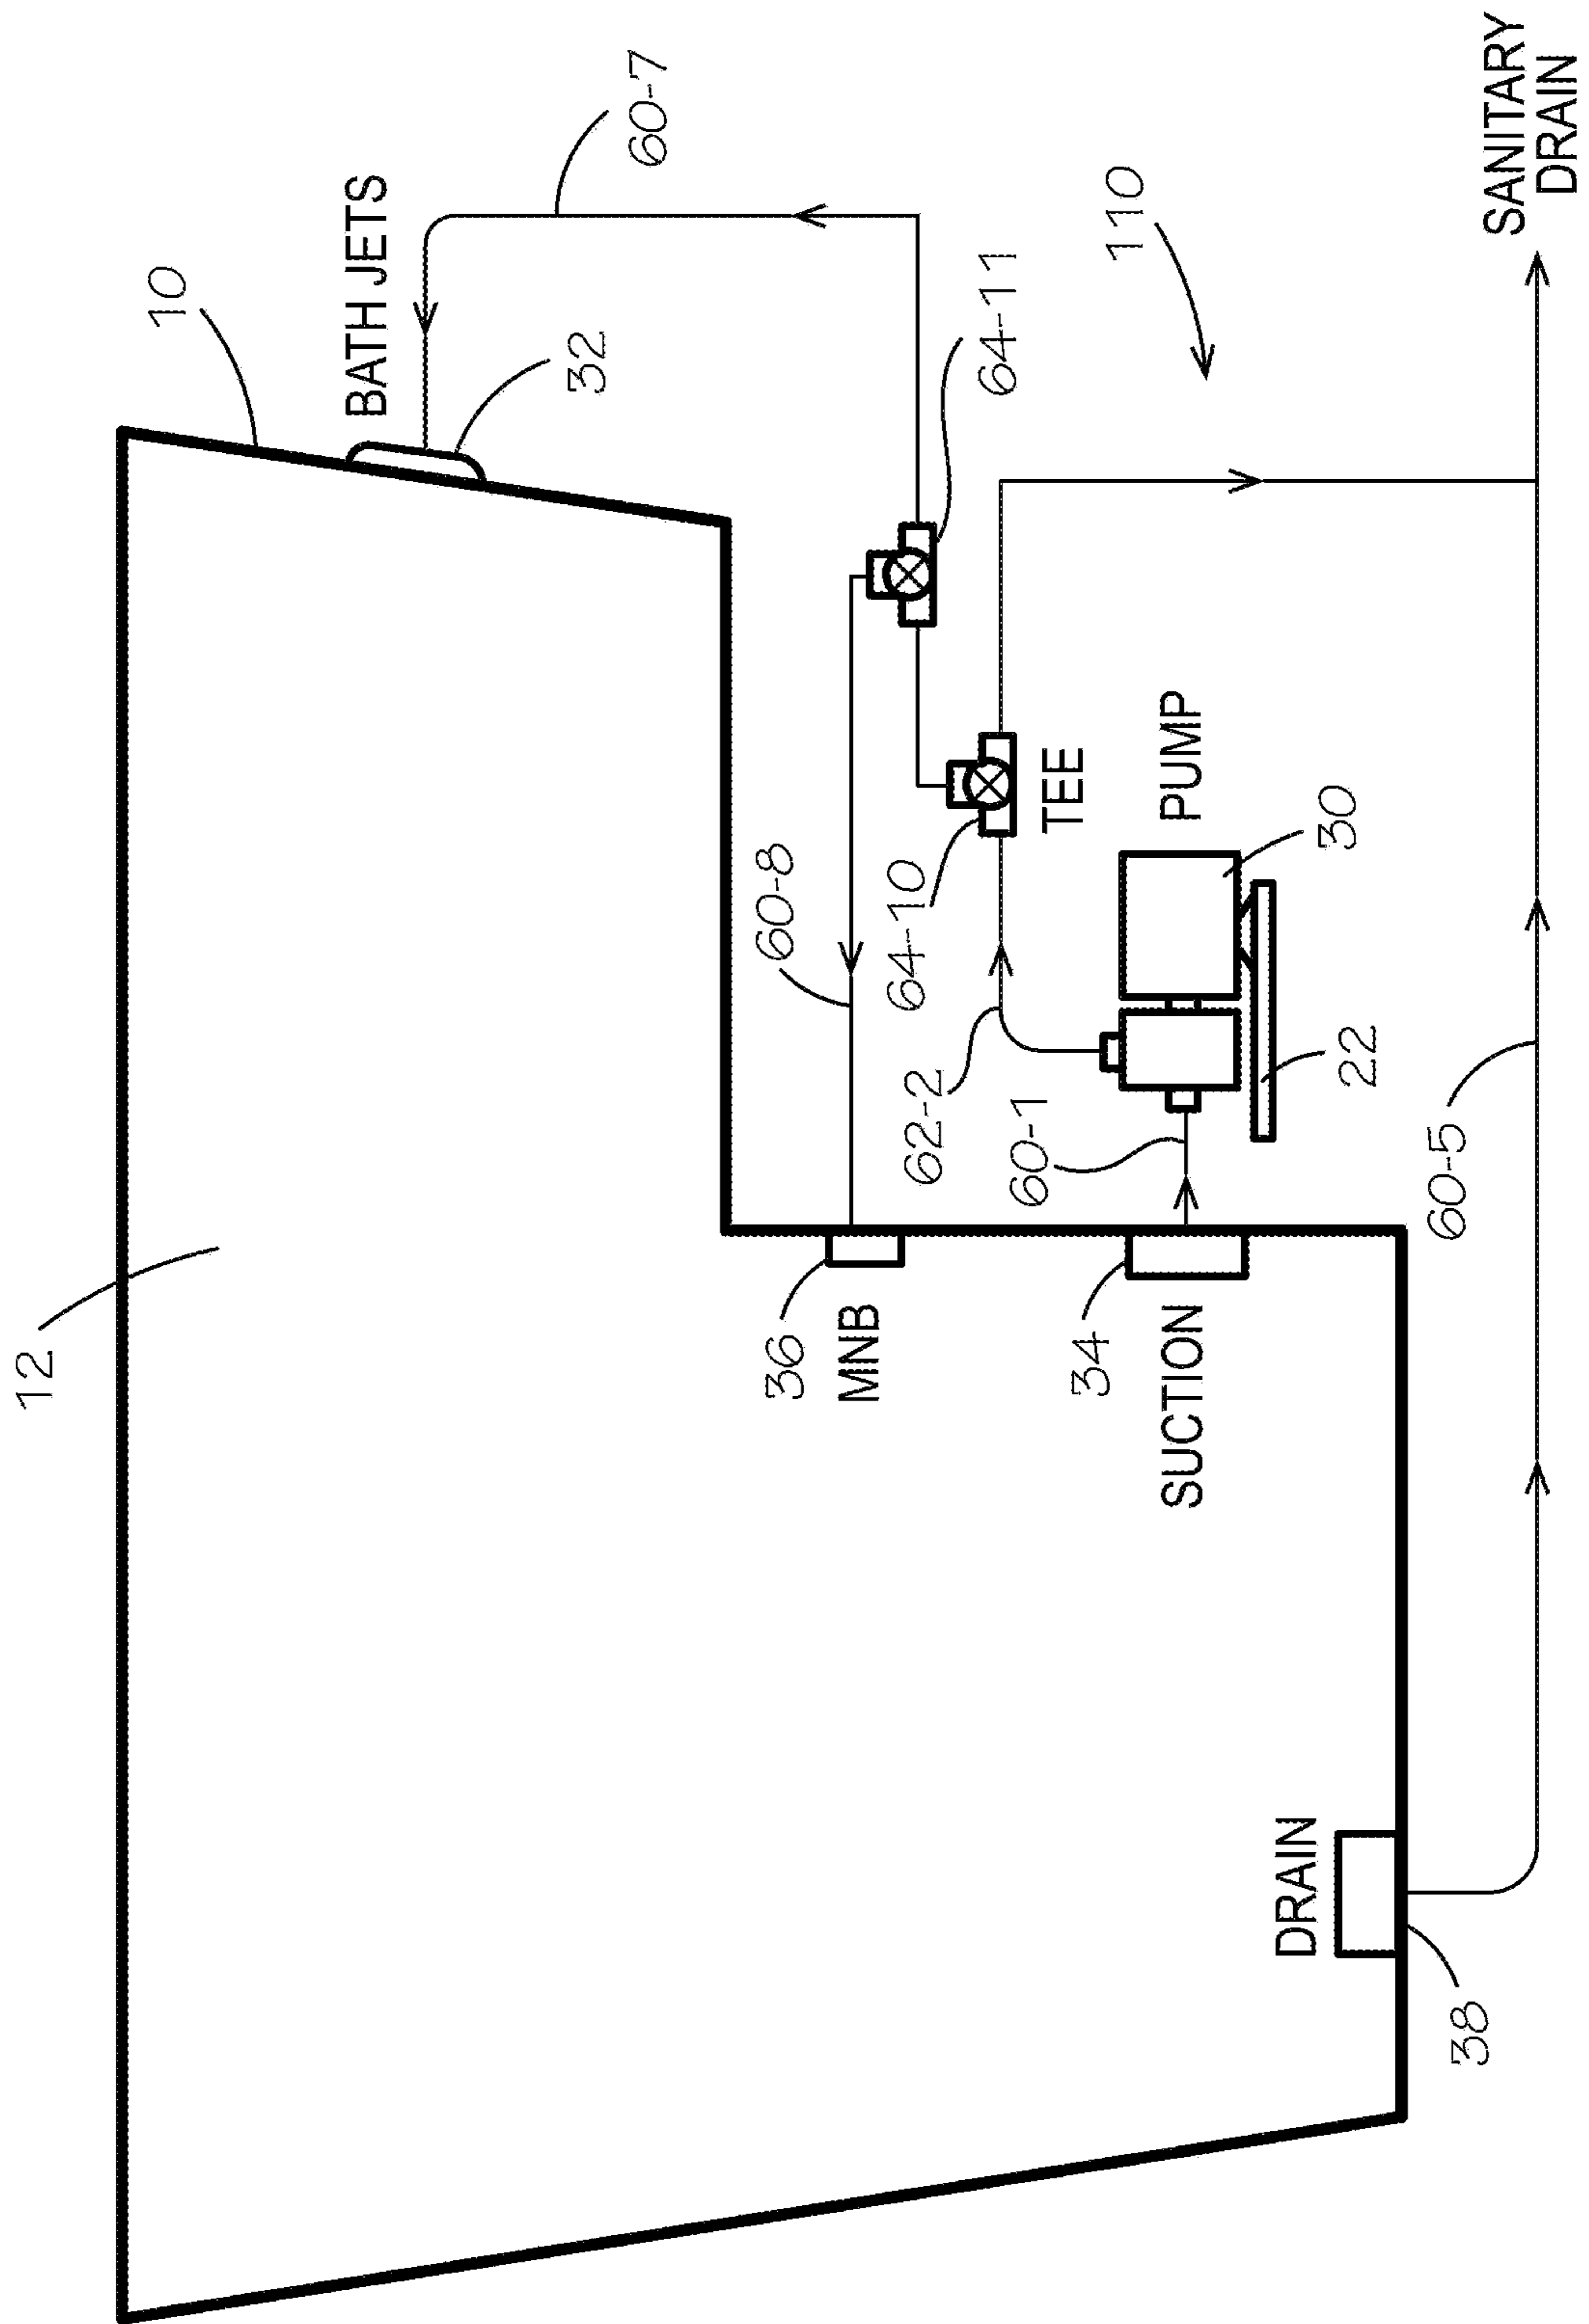 12
10
BATH JETS
60-7
32
110
64-11
60-8
36
MNB
64-10
TEE
62-2
60-1
PUMP
30
22
34
SUCTION
DRAIN
38
60-5
SANITARY
DRAIN